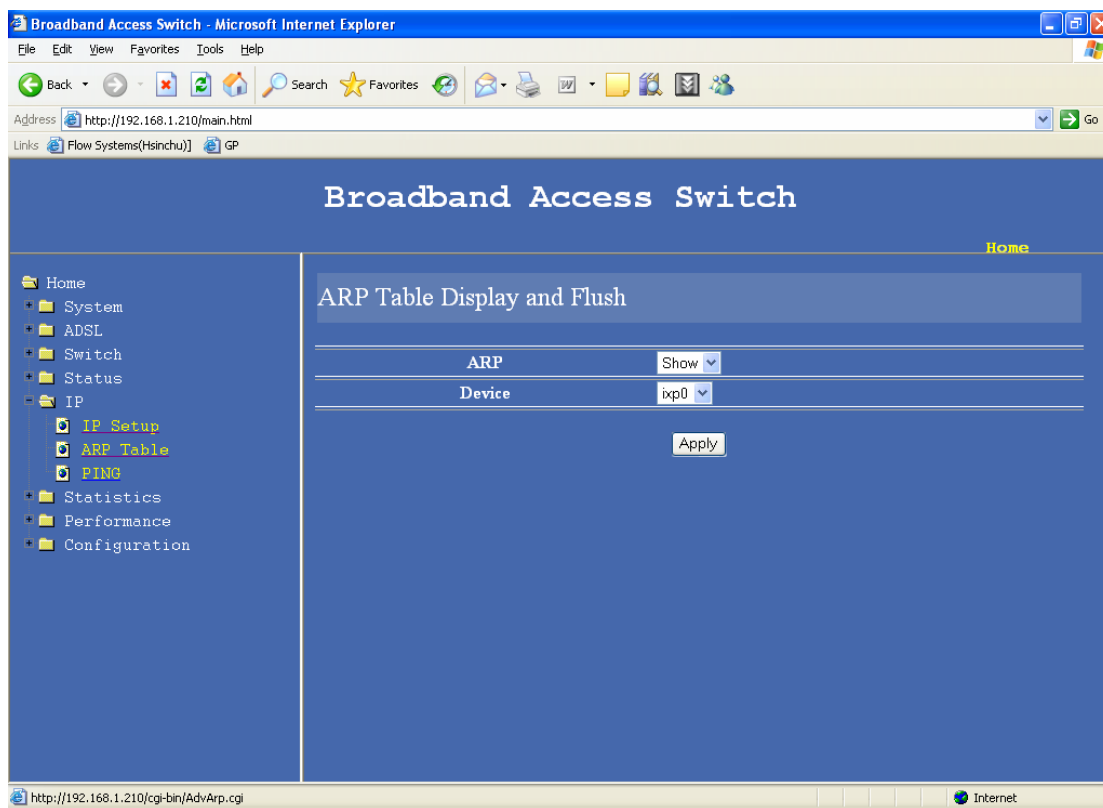 Broadband Access Switch - Microsoft Internet Explorer
File Edit View Favorites Tools Help
Back Search Favorites
Address http://192.168.1.210/main.html Go
Links Flow Systems(Hsinchu)] GP
Broadband Access Switch
Home
Home
System
ADSL
Switch
Status
IP
IP Setup
ARP Table
PING
Statistics
Performance
Configuration
ARP Table Display and Flush
ARP Show
Device ixp0
Apply
http://192.168.1.210/cgi-bin/AdvArp.cgi Internet